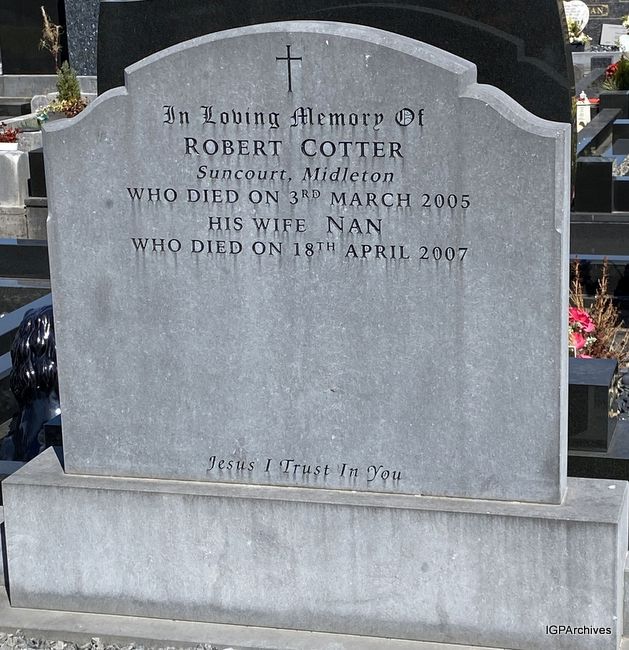 In Loving Memory Of
ROBERT COTTER
Suncourt, Midleton
WHO DIED ON 3RD MARCH 2005
HIS WIFE NAN
WHO DIED ON 18TH APRIL 2007
Jesus I Trust In You
IGPArchives